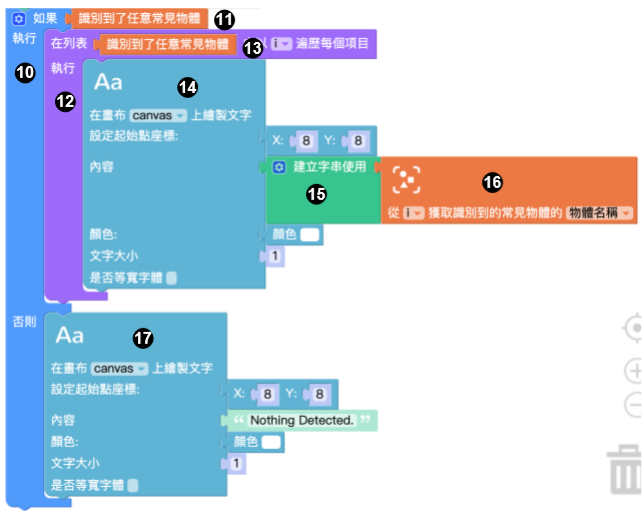 如果 識別到了任意常見物體 11
執行 在列表 識別到了任意常見物體 13 以 i 遍歷每個項目
10 執行 12
Aa 14
在畫布 canvas 上繪製文字
設定起始點座標: X: 8 Y: 8
內容 建立字串使用 15
16
從 i 獲取識別到的常見物體的 物體名稱
顏色: 顏色
文字大小 1
是否等寬字體
否則
Aa 17
在畫布 canvas 上繪製文字
設定起始點座標: X: 8 Y: 8
內容 “ Nothing Detected. ”
顏色: 顏色
文字大小 1
是否等寬字體